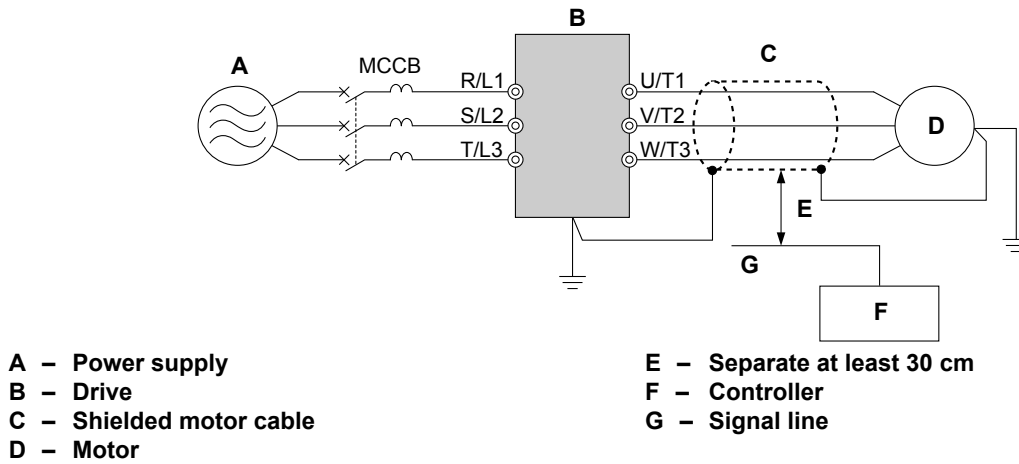 B
C
A
MCCB
R/L1
U/T1
S/L2
V/T2
D
T/L3
W/T3
E
G
F
A – Power supply
B – Drive
C – Shielded motor cable
D – Motor
E – Separate at least 30 cm
F – Controller
G – Signal line